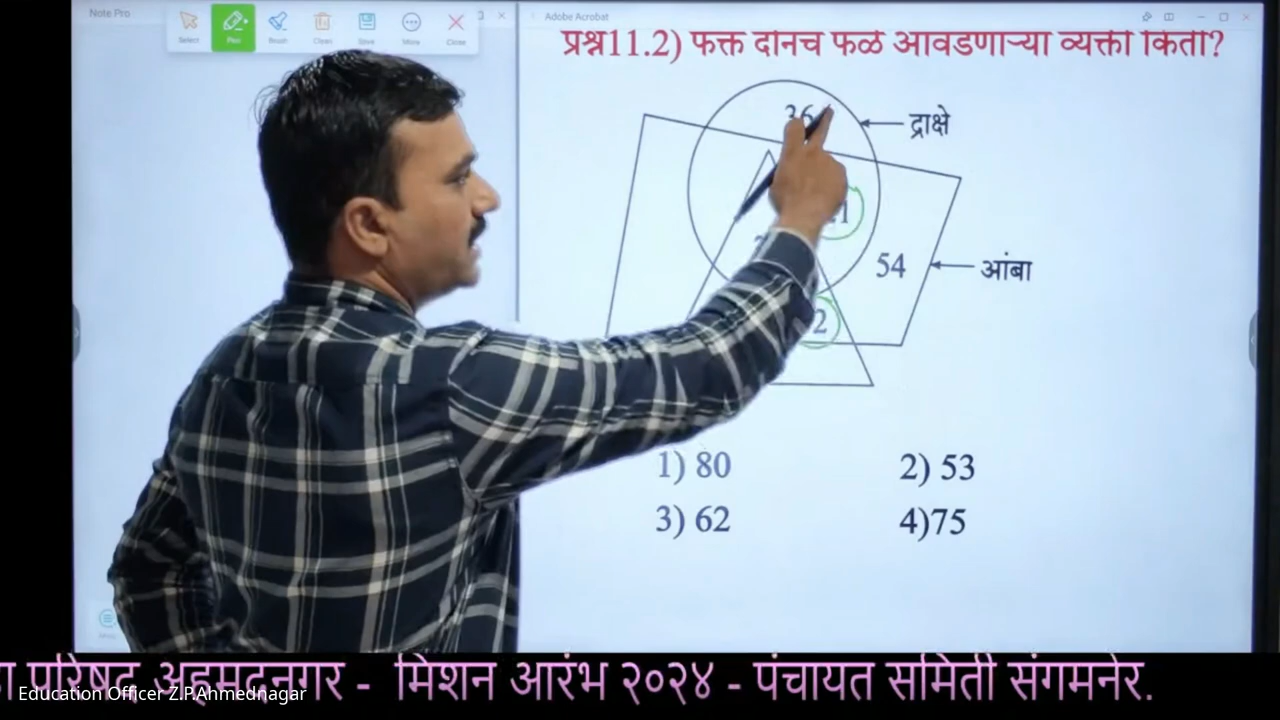 Note Pro
Select
Pen
Brush
Clean
Save
More
Close
Adobe Acrobat
प्रश्न11.2) फक्त दोनच फळे आवडणाऱ्या व्यक्ती किती?
36
द्राक्षे
54
आंबा
1) 80
2) 53
3) 62
4)75
परिषद अहमदनगर - मिशन आरंभ २०२४ - पंचायत समिती संगमनेर.
Education Officer Z.P.Ahmednagar